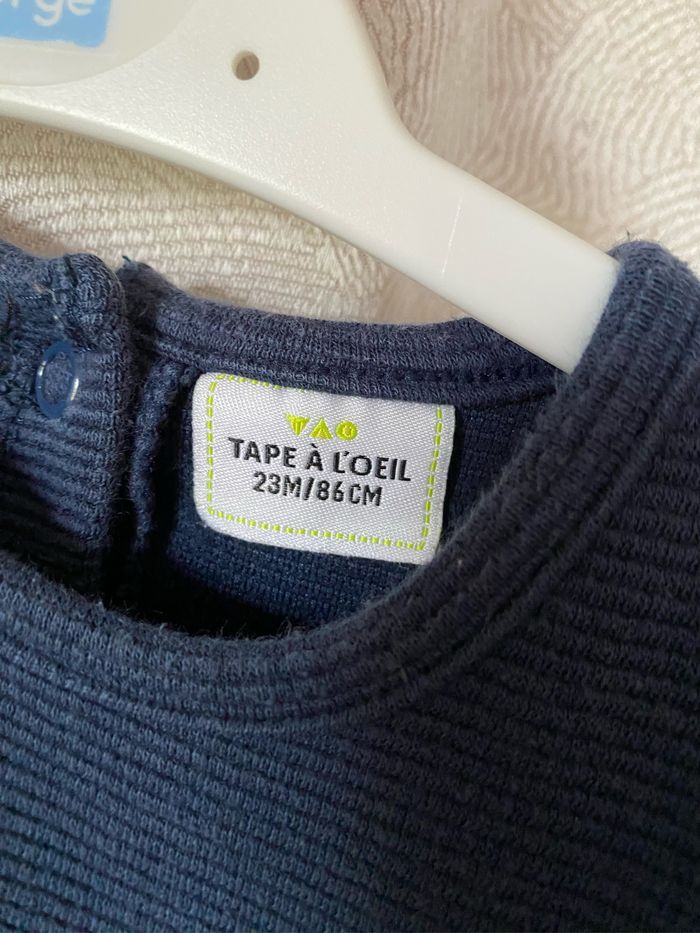 TAO
TAPE À L'OEIL
23M/86CM